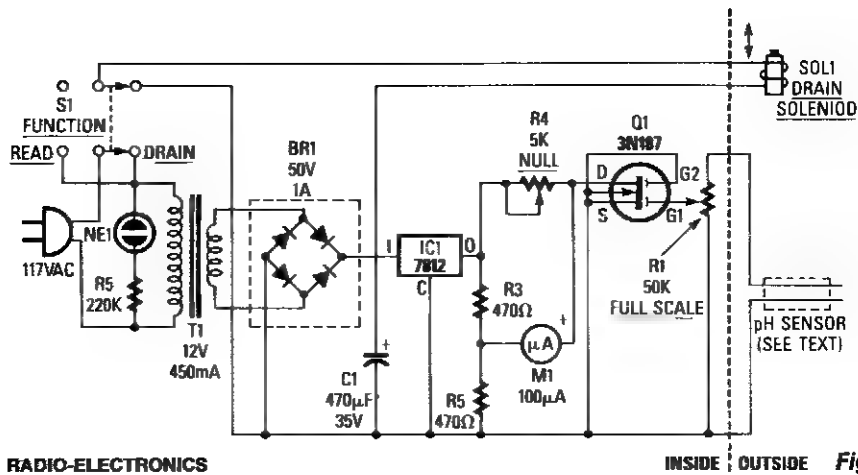 S1
FUNCTION
READ
DRAIN
117VAC
NE1
R5
220K
T1
12V
450mA
BR1
50V
1A
C1
470µF
35V
+
I
IC1
7812
O
C
R3
470Ω
R5
470Ω
R4
5K
NULL
µA
+
M1
100µA
Q1
3N187
D
S
G2
G1
R1
50K
FULL SCALE
SOL1
DRAIN
SOLENIOD
pH SENSOR
(SEE TEXT)
RADIO-ELECTRONICS
INSIDE
OUTSIDE
Fig